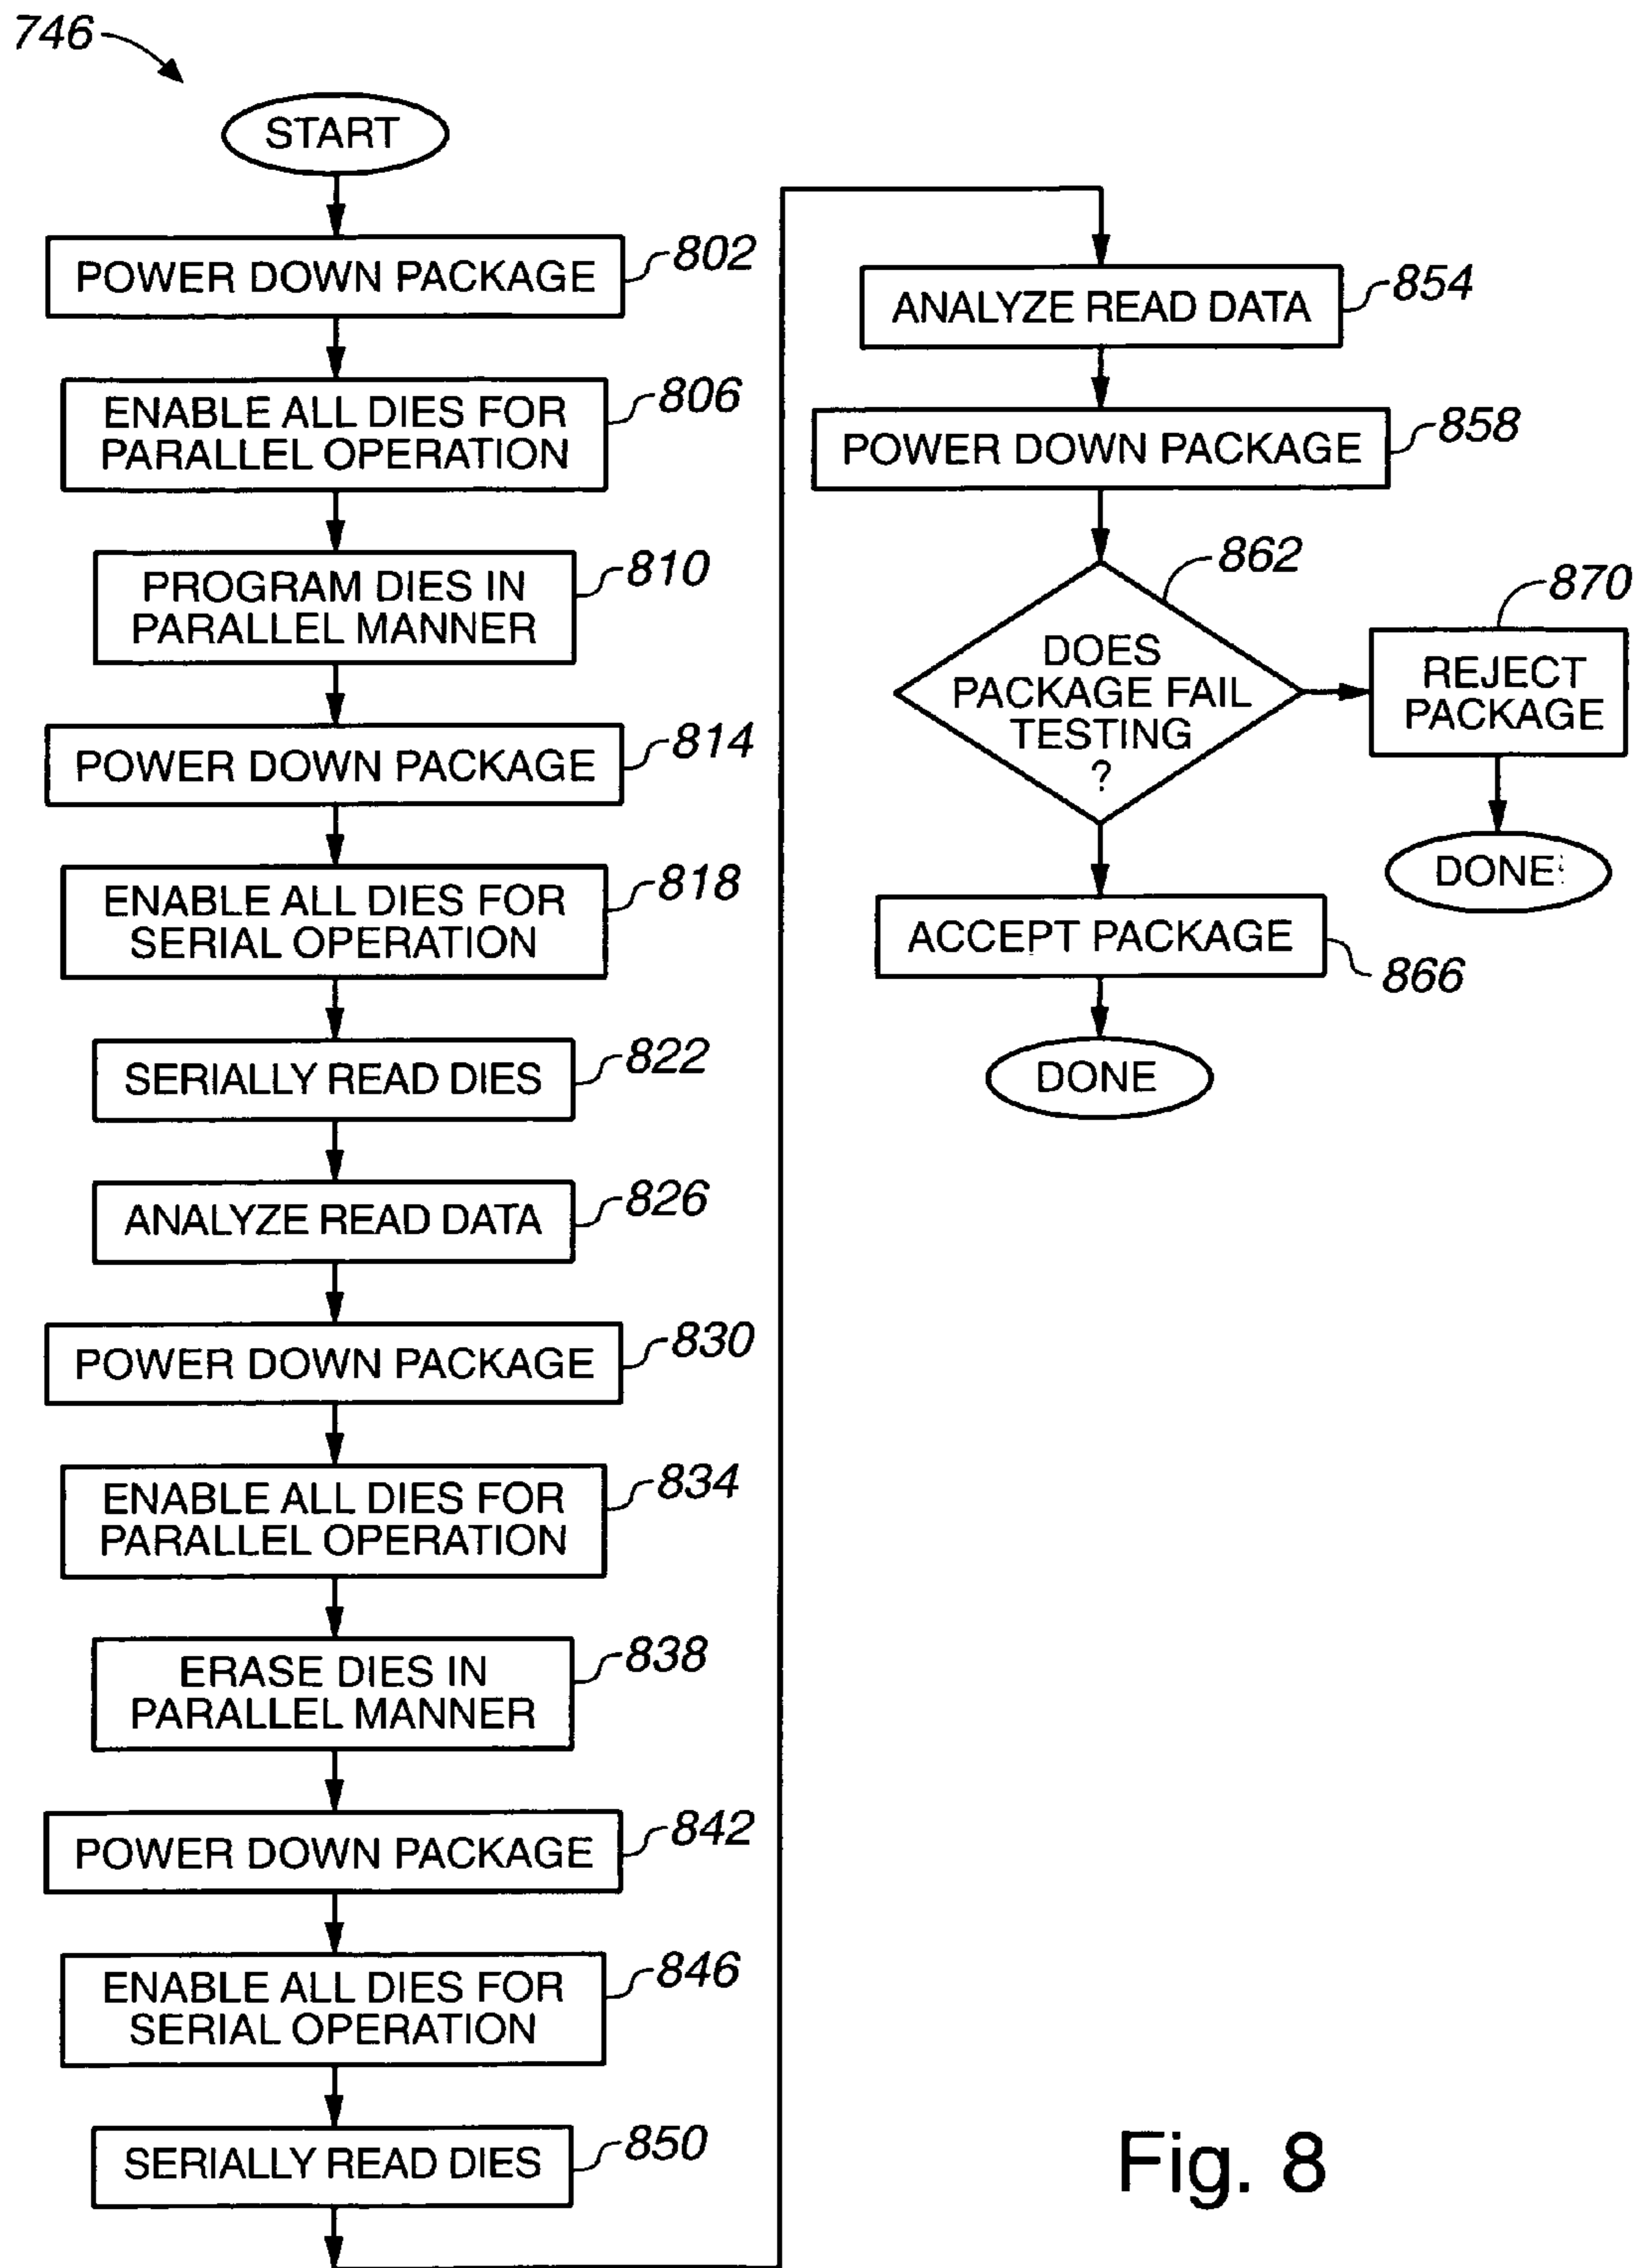 746
START
POWER DOWN PACKAGE
802
ENABLE ALL DIES FOR
PARALLEL OPERATION
806
PROGRAM DIES IN
PARALLEL MANNER
810
POWER DOWN PACKAGE
814
ENABLE ALL DIES FOR
SERIAL OPERATION
818
SERIALLY READ DIES
822
ANALYZE READ DATA
826
POWER DOWN PACKAGE
830
ENABLE ALL DIES FOR
PARALLEL OPERATION
834
ERASE DIES IN
PARALLEL MANNER
838
POWER DOWN PACKAGE
842
ENABLE ALL DIES FOR
SERIAL OPERATION
846
SERIALLY READ DIES
850
ANALYZE READ DATA
854
POWER DOWN PACKAGE
858
DOES
PACKAGE FAIL
TESTING
?
862
REJECT
PACKAGE
870
DONE
ACCEPT PACKAGE
866
DONE
Fig. 8